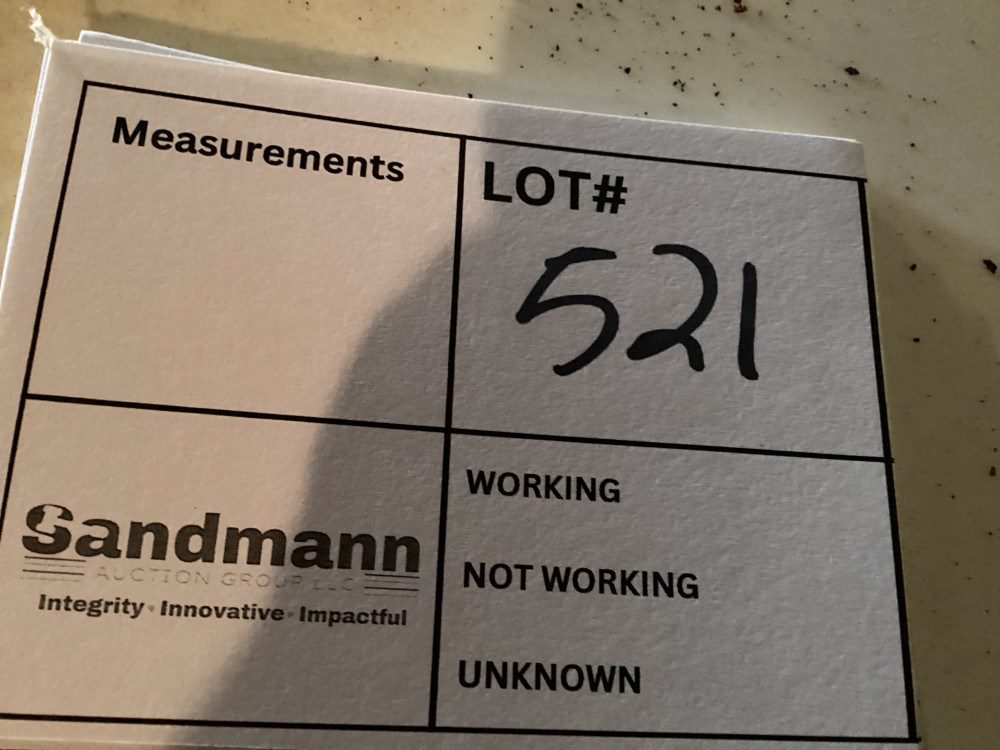 Measurements
LOT#
521
Sandmann
AUCTION GROUP LLC
Integrity • Innovative • Impactful
WORKING
NOT WORKING
UNKNOWN